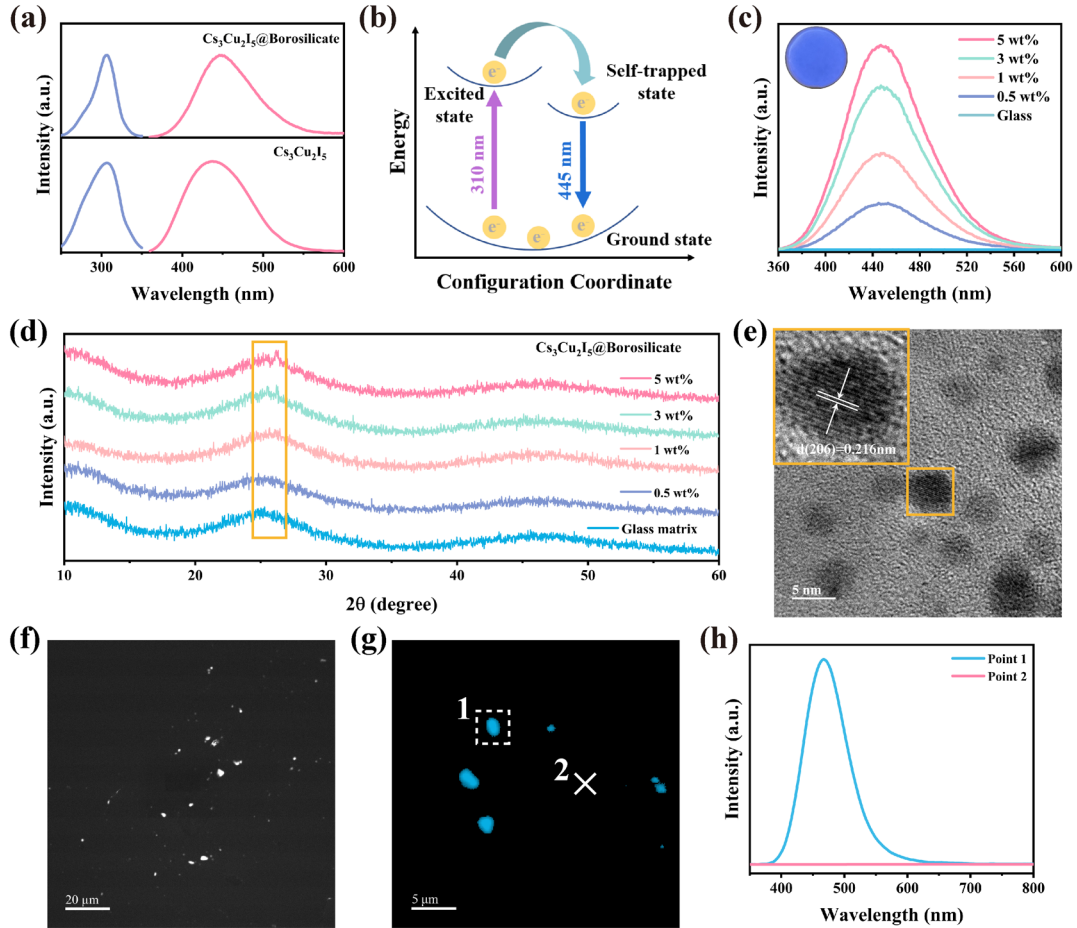 (a)
Cs₃Cu₂I₅@Borosilicate
Cs₃Cu₂I₅
Intensity (a.u.)
300
400
500
600
Wavelength (nm)
(b)
Energy
Excited
state
310 nm
445 nm
Self-trapped
state
e⁻
e⁻
e⁻
e⁻
e⁻
Ground state
Configuration Coordinate
(c)
5 wt%
3 wt%
1 wt%
0.5 wt%
Glass
Intensity (a.u.)
360
400
440
480
520
560
600
Wavelength (nm)
(d)
Cs₃Cu₂I₅@Borosilicate
5 wt%
3 wt%
1 wt%
0.5 wt%
Glass matrix
Intensity (a.u.)
10
20
30
40
50
60
2θ (degree)
(e)
d(206)=0.216nm
5 nm
(f)
20 μm
(g)
1
2
5 μm
(h)
Point 1
Point 2
Intensity (a.u.)
400
500
600
700
800
Wavelength (nm)